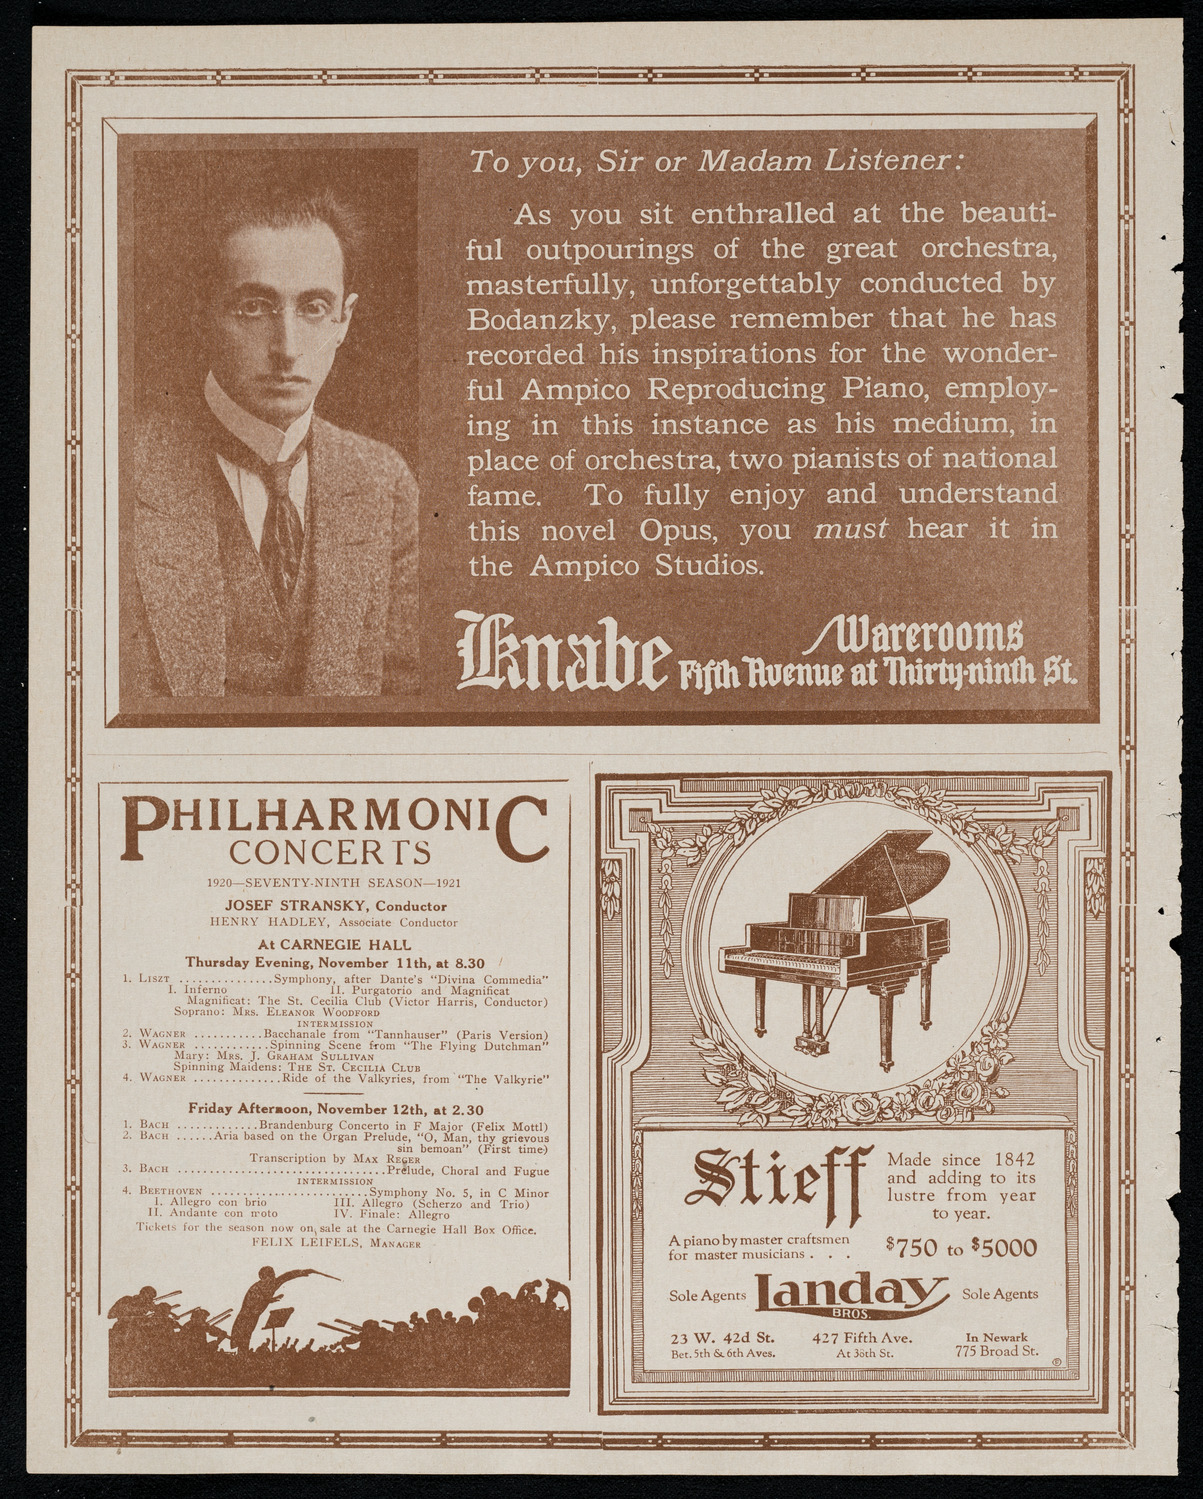 To you, Sir or Madam Listener:
As you sit enthralled at the beauti-
ful outpourings of the great orchestra,
masterfully, unforgettably conducted by
Bodanzky, please remember that he has
recorded his inspirations for the wonder-
ful Ampico Reproducing Piano, employ-
ing in this instance as his medium, in
place of orchestra, two pianists of national
fame. To fully enjoy and understand
this novel Opus, you must hear it in
the Ampico Studios.
Knabe Warerooms
Fifth Avenue at Thirty-ninth St.
PHILHARMONIC
CONCERTS
1920—SEVENTY-NINTH SEASON—1921
JOSEF STRANSKY, Conductor
HENRY HADLEY, Associate Conductor
At CARNEGIE HALL
Thursday Evening, November 11th, at 8.30
1. LISZT ...............Symphony, after Dante's "Divina Commedia"
I. Inferno II. Purgatorio and Magnificat
Magnificat: The St. Cecilia Club (Victor Harris, Conductor)
Soprano: MRS. ELEANOR WOODFORD
INTERMISSION
2. WAGNER ...........Bacchanale from "Tannhauser" (Paris Version)
3. WAGNER ............Spinning Scene from "The Flying Dutchman"
Mary: MRS. J. GRAHAM SULLIVAN
Spinning Maidens: THE ST. CECILIA CLUB
4. WAGNER ..............Ride of the Valkyries, from "The Valkyrie"
Friday Afternoon, November 12th, at 2.30
1. BACH .............Brandenburg Concerto in F Major (Felix Mottl)
2. BACH ......Aria based on the Organ Prelude, "O, Man, thy grievous
sin bemoan" (First time)
Transcription by MAX REGER
3. BACH .................................Prelude, Choral and Fugue
INTERMISSION
4. BEETHOVEN .........................Symphony No. 5, in C Minor
I. Allegro con brio III. Allegro (Scherzo and Trio)
II. Andante con moto IV. Finale: Allegro
Tickets for the season now on sale at the Carnegie Hall Box Office.
FELIX LEIFELS, MANAGER
Stieff
Made since 1842
and adding to its
lustre from year
to year.
A piano by master craftsmen
for master musicians . . .
$750 to $5000
Sole Agents Landay Sole Agents
BROS.
23 W. 42d St. 427 Fifth Ave. In Newark
Bet. 5th & 6th Aves. At 38th St. 775 Broad St.
®